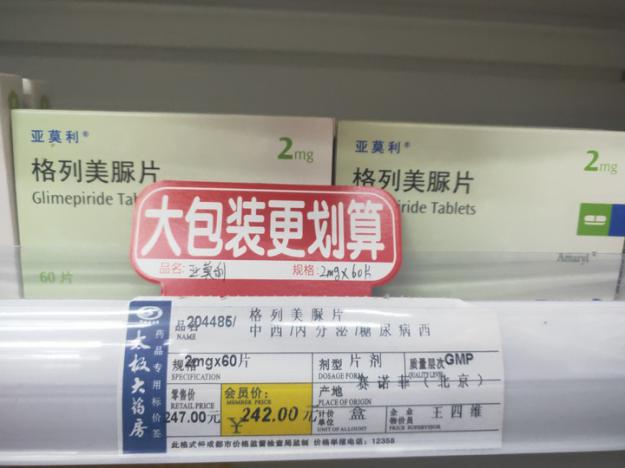 亚莫利®
2mg
格列美脲片
Glimepiride Tab
60片
亚莫利®
2mg
格列美脲片
iride Tablets
Amaryl®
大包装更划算
品名:亚莫利
规格:2mg×60片
太极大药房
药品专用标价签
品名
NAME
204485/
格列美脲片
中西/内分泌/糖尿病西
规格
SPECIFICATION
2mgx60片
剂型
DOSAGE FORM
片剂
质量层次
QUALITY LEVEL
GMP
零售价
RETAIL PRICE
247.00元
会员价:
MEMBER PRICE
¥ 242.00元
产地
PLACE OF ORIGIN
赛诺菲(北京)
计价单位
UNIT OF ACCOUNT
盒
企业物价员
PRICE SUPERVISOR
王四维
此格式经成都市价格监督检查局监制 价格举报电话:12358